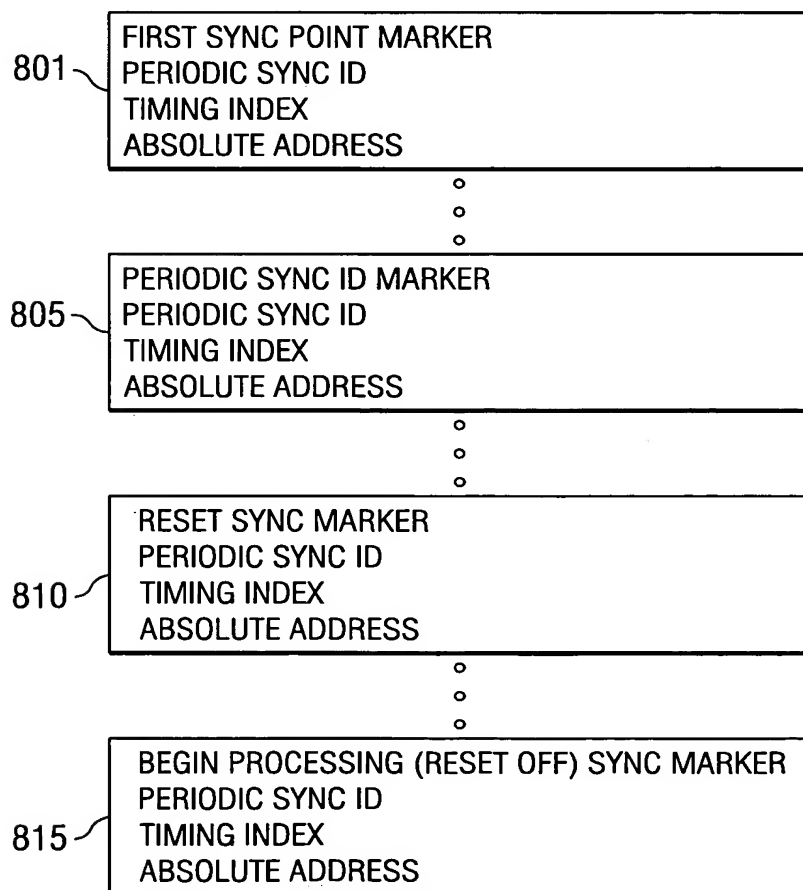 801
FIRST SYNC POINT MARKER
PERIODIC SYNC ID
TIMING INDEX
ABSOLUTE ADDRESS
805
PERIODIC SYNC ID MARKER
PERIODIC SYNC ID
TIMING INDEX
ABSOLUTE ADDRESS
810
RESET SYNC MARKER
PERIODIC SYNC ID
TIMING INDEX
ABSOLUTE ADDRESS
815
BEGIN PROCESSING (RESET OFF) SYNC MARKER
PERIODIC SYNC ID
TIMING INDEX
ABSOLUTE ADDRESS